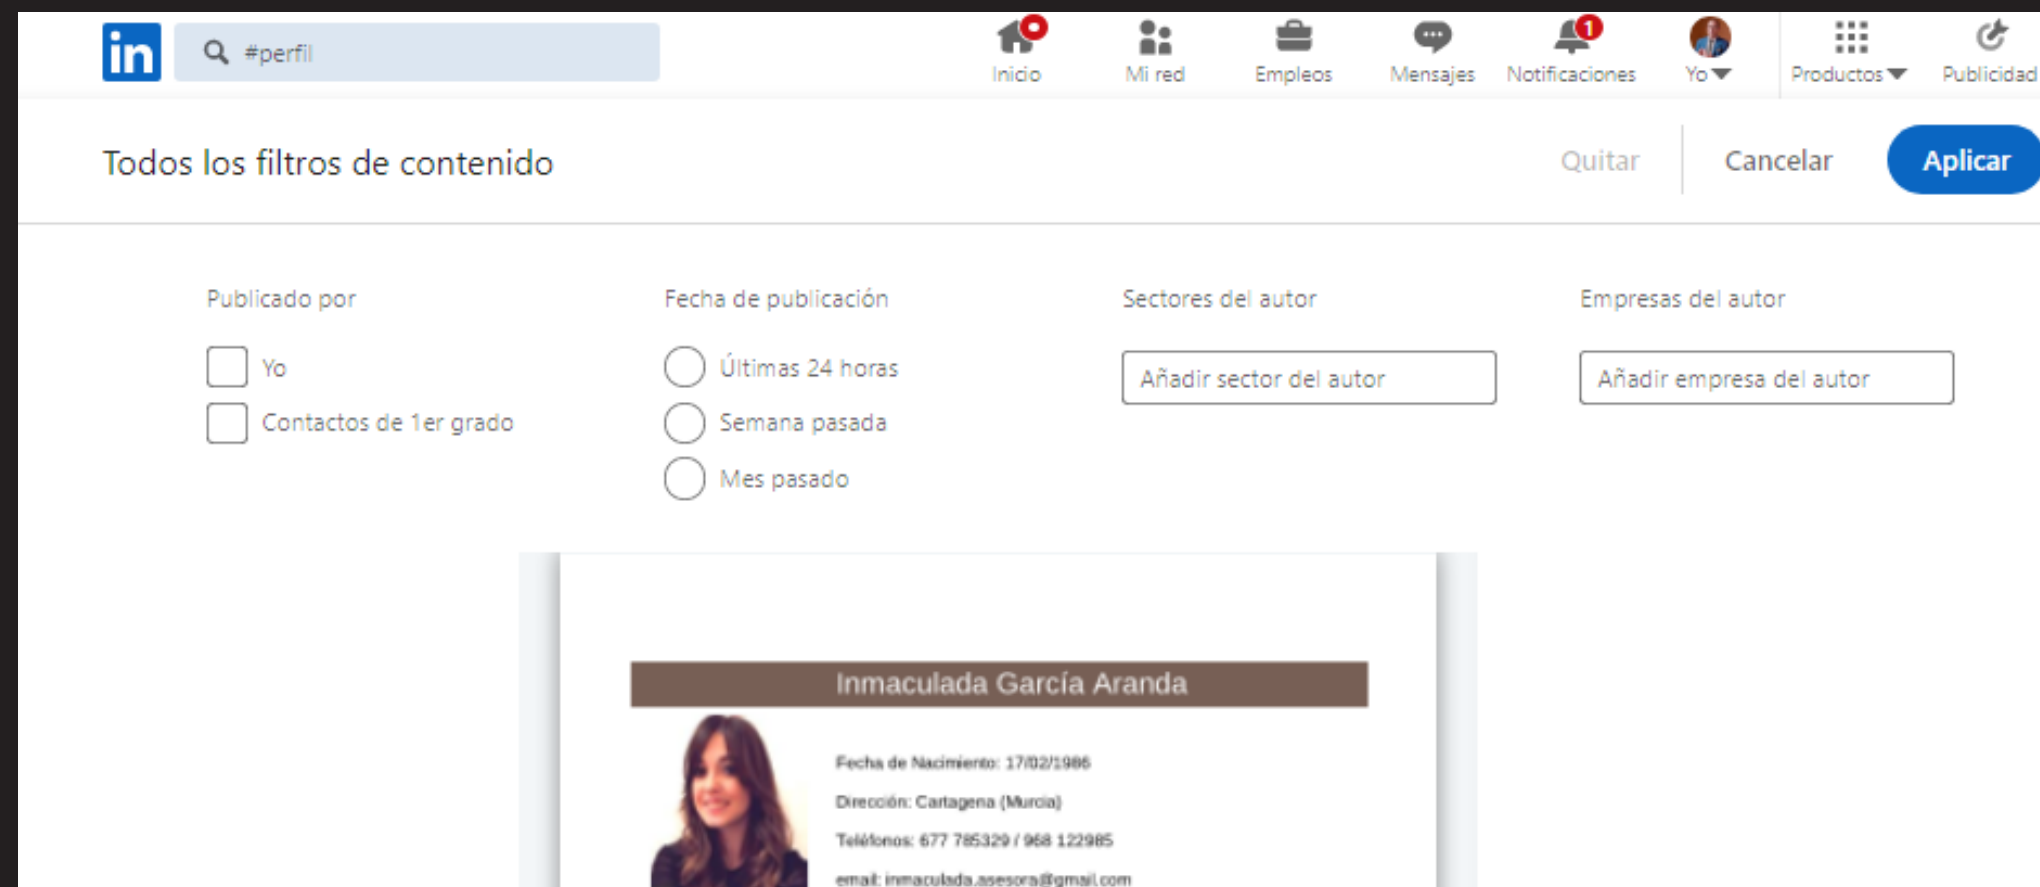 in
#perfil
Inicio
Mi red
Empleos
Mensajes
1
Notificaciones
Yo
Productos
Publicidad
Todos los filtros de contenido
Quitar
Cancelar
Aplicar
Publicado por
Yo
Contactos de 1er grado
Fecha de publicación
Últimas 24 horas
Semana pasada
Mes pasado
Sectores del autor
Añadir sector del autor
Empresas del autor
Añadir empresa del autor
Inmaculada García Aranda
Fecha de Nacimiento: 17/02/1986
Dirección: Cartagena (Murcia)
Teléfonos: 677 785329 / 968 122985
email: inmaculada.asesora@gmail.com